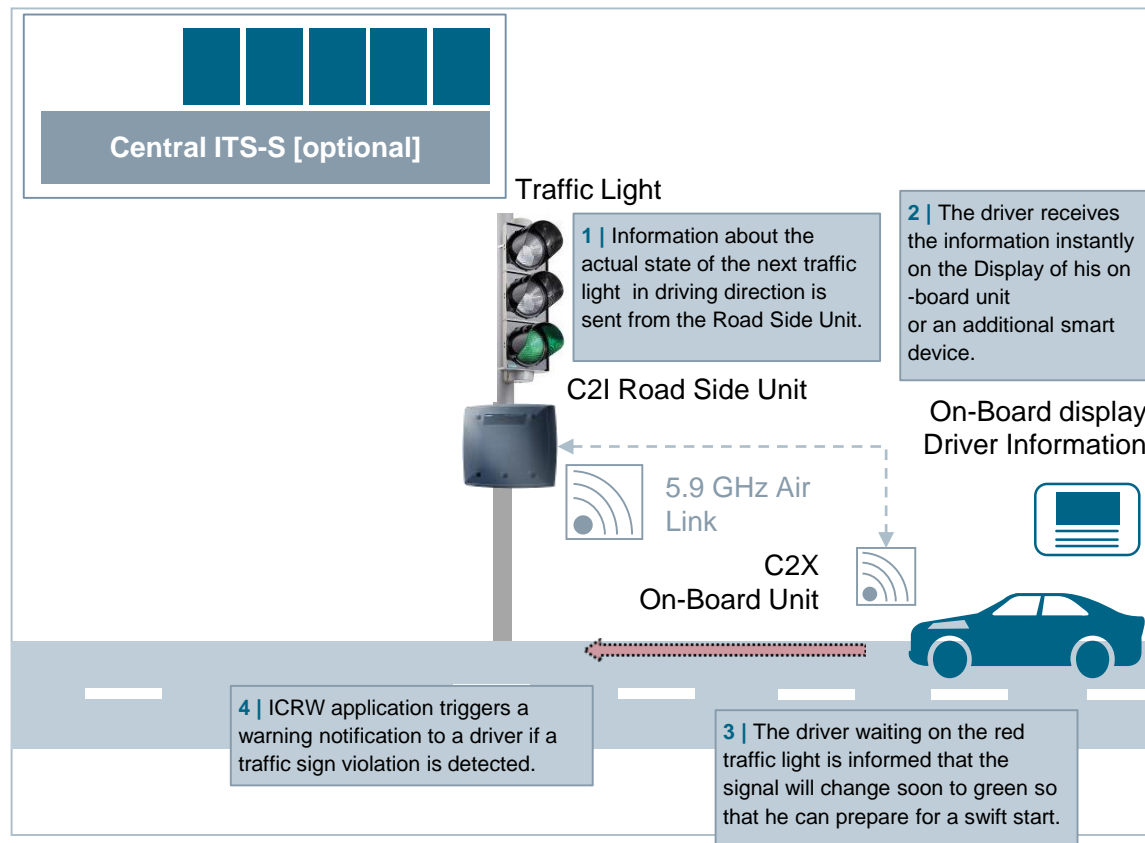 Central ITS-S [optional]
Traffic Light
1 | Information about the
actual state of the next traffic
light in driving direction is
sent from the Road Side Unit.
2 | The driver receives
the information instantly
on the Display of his on
-board unit
or an additional smart
device.
C2I Road Side Unit
On-Board display
Driver Information
5.9 GHz Air
Link
C2X
On-Board Unit
4 | ICRW application triggers a
warning notification to a driver if a
traffic sign violation is detected.
3 | The driver waiting on the red
traffic light is informed that the
signal will change soon to green so
that he can prepare for a swift start.